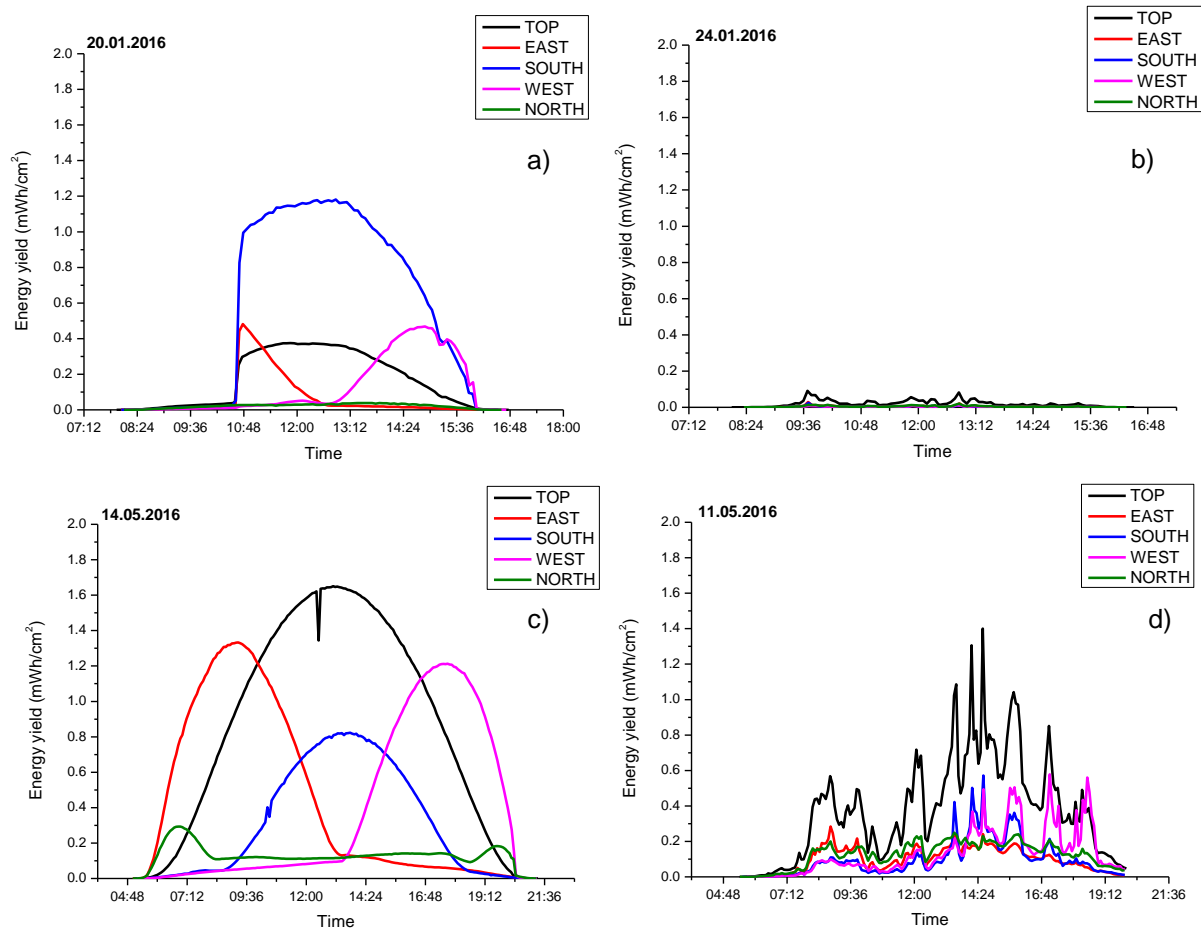 20.01.2016
TOP
EAST
SOUTH
WEST
NORTH
a)
Energy yield (mWh/cm²)
2.0
1.8
1.6
1.4
1.2
1.0
0.8
0.6
0.4
0.2
0.0
07:12 08:24 09:36 10:48 12:00 13:12 14:24 15:36 16:48 18:00
Time
24.01.2016
TOP
EAST
SOUTH
WEST
NORTH
b)
Energy yield (mWh/cm²)
2.0
1.8
1.6
1.4
1.2
1.0
0.8
0.6
0.4
0.2
0.0
07:12 08:24 09:36 10:48 12:00 13:12 14:24 15:36 16:48
Time
14.05.2016
TOP
EAST
SOUTH
WEST
NORTH
c)
Energy yield (mWh/cm²)
2.0
1.8
1.6
1.4
1.2
1.0
0.8
0.6
0.4
0.2
0.0
04:48 07:12 09:36 12:00 14:24 16:48 19:12 21:36
Time
11.05.2016
TOP
EAST
SOUTH
WEST
NORTH
d)
Energy yield (mWh/cm²)
2.0
1.8
1.6
1.4
1.2
1.0
0.8
0.6
0.4
0.2
0.0
04:48 07:12 09:36 12:00 14:24 16:48 19:12 21:36
Time